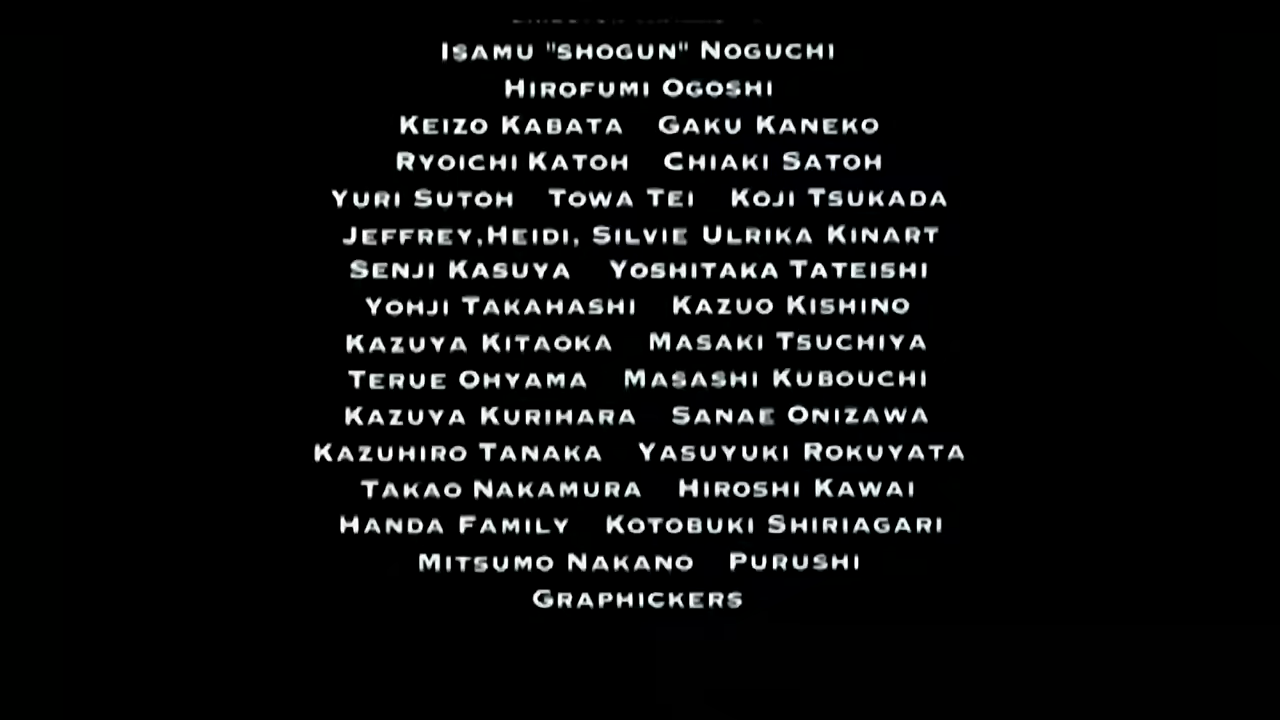 ISAMU "SHOGUN" NOGUCHI
HIROFUMI OGOSHI
KEIZO KABATA GAKU KANEKO
RYOICHI KATOH CHIAKI SATOH
YURI SUTOH TOWA TEI KOJI TSUKADA
JEFFREY,HEIDI, SILVIE ULRIKA KINART
SENJI KASUYA YOSHITAKA TATEISHI
YOHJI TAKAHASHI KAZUO KISHINO
KAZUYA KITAOKA MASAKI TSUCHIYA
TERUE OHYAMA MASASHI KUBOUCHI
KAZUYA KURIHARA SANAE ONIZAWA
KAZUHIRO TANAKA YASUYUKI ROKUYATA
TAKAO NAKAMURA HIROSHI KAWAI
HANDA FAMILY KOTOBUKI SHIRIAGARI
MITSUMO NAKANO PURUSHI
GRAPHICKERS